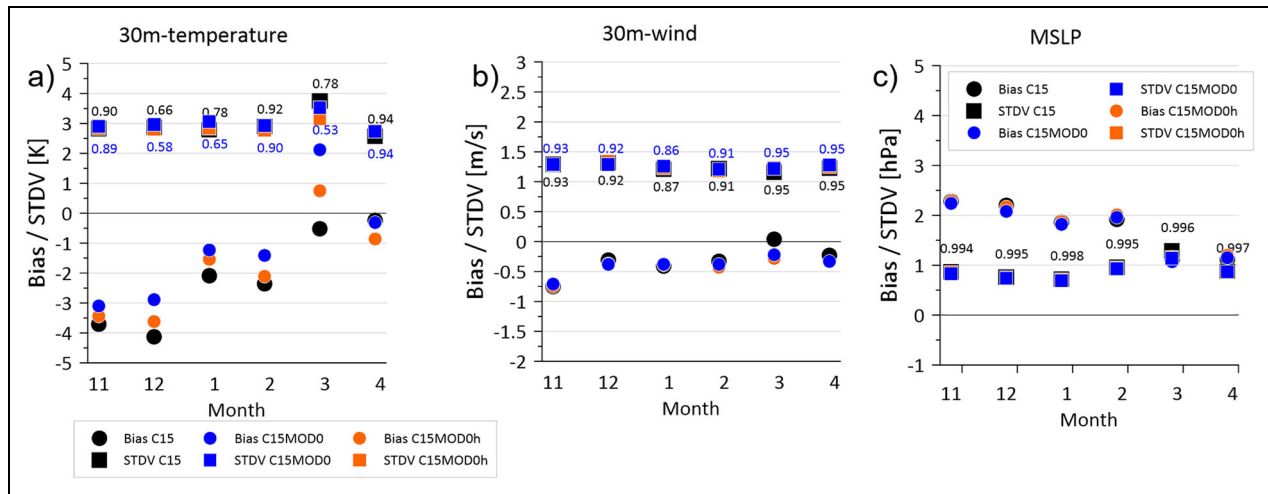 30m-temperature
a)
Bias / STDV [K]
5
4
3
2
1
0
-1
-2
-3
-4
-5
0.90 0.66 0.78 0.92 0.78 0.94
0.89 0.58 0.65 0.90 0.53 0.94
11 12 1 2 3 4
Month
Bias C15 Bias C15MOD0 Bias C15MOD0h
STDV C15 STDV C15MOD0 STDV C15MOD0h
30m-wind
b)
Bias / STDV [m/s]
3
2.5
2
1.5
1
0.5
0
-0.5
-1
-1.5
-2
0.93 0.92 0.86 0.91 0.95 0.95
0.93 0.92 0.87 0.91 0.95 0.95
11 12 1 2 3 4
Month
MSLP
c)
Bias / STDV [hPa]
5
4
3
2
1
0
-1
Bias C15 STDV C15MOD0
STDV C15 Bias C15MOD0h
Bias C15MOD0 STDV C15MOD0h
0.994 0.995 0.998 0.995 0.996 0.997
11 12 1 2 3 4
Month